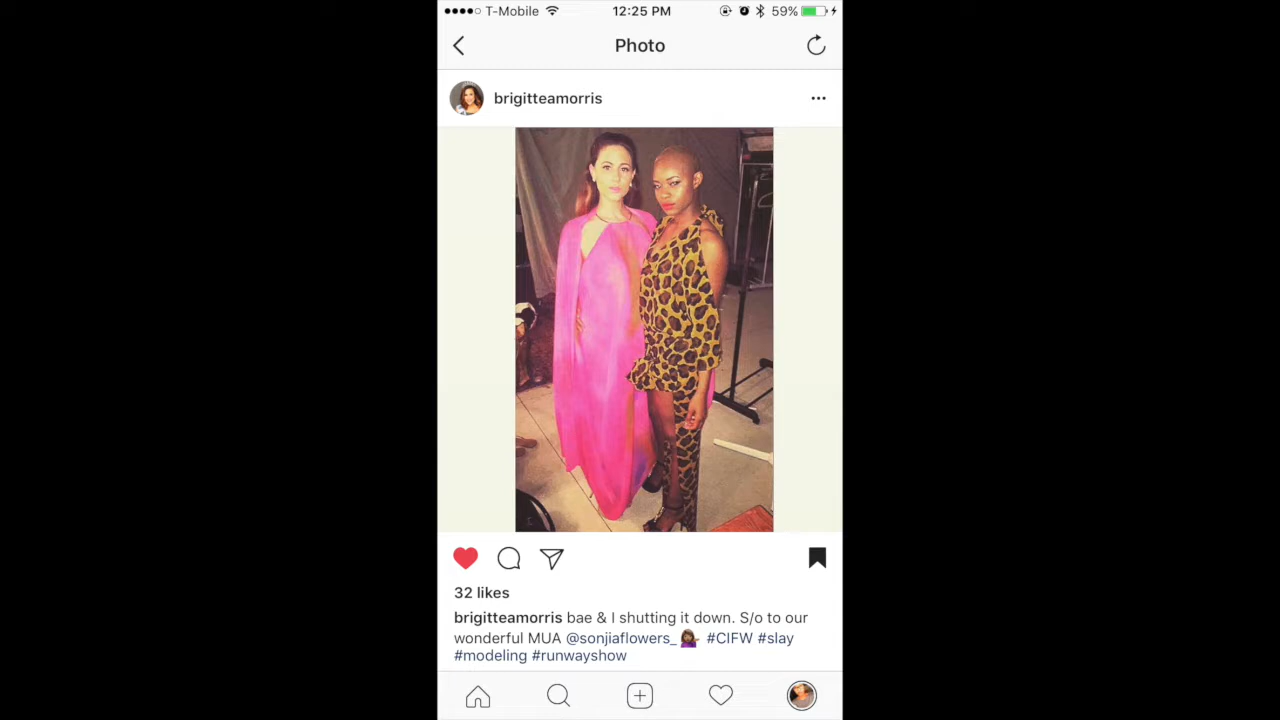 T-Mobile 12:25 PM 59%
Photo
brigitteamorris
32 likes
brigitteamorris bae & I shutting it down. S/o to our
wonderful MUA @sonjiaflowers_ 💁🏾 #CIFW #slay
#modeling #runwayshow